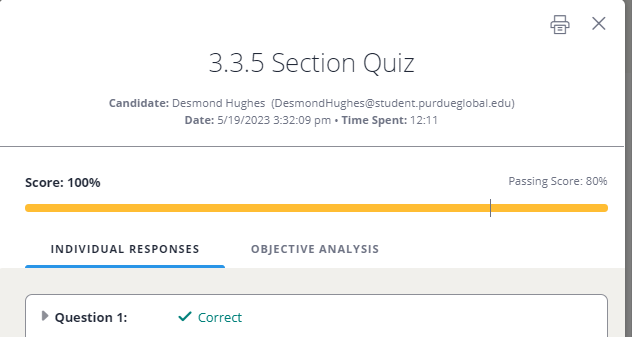 3.3.5 Section Quiz
Candidate: Desmond Hughes (DesmondHughes@student.purdueglobal.edu)
Date: 5/19/2023 3:32:09 pm • Time Spent: 12:11
Score: 100%
Passing Score: 80%
INDIVIDUAL RESPONSES
OBJECTIVE ANALYSIS
Question 1:
Correct